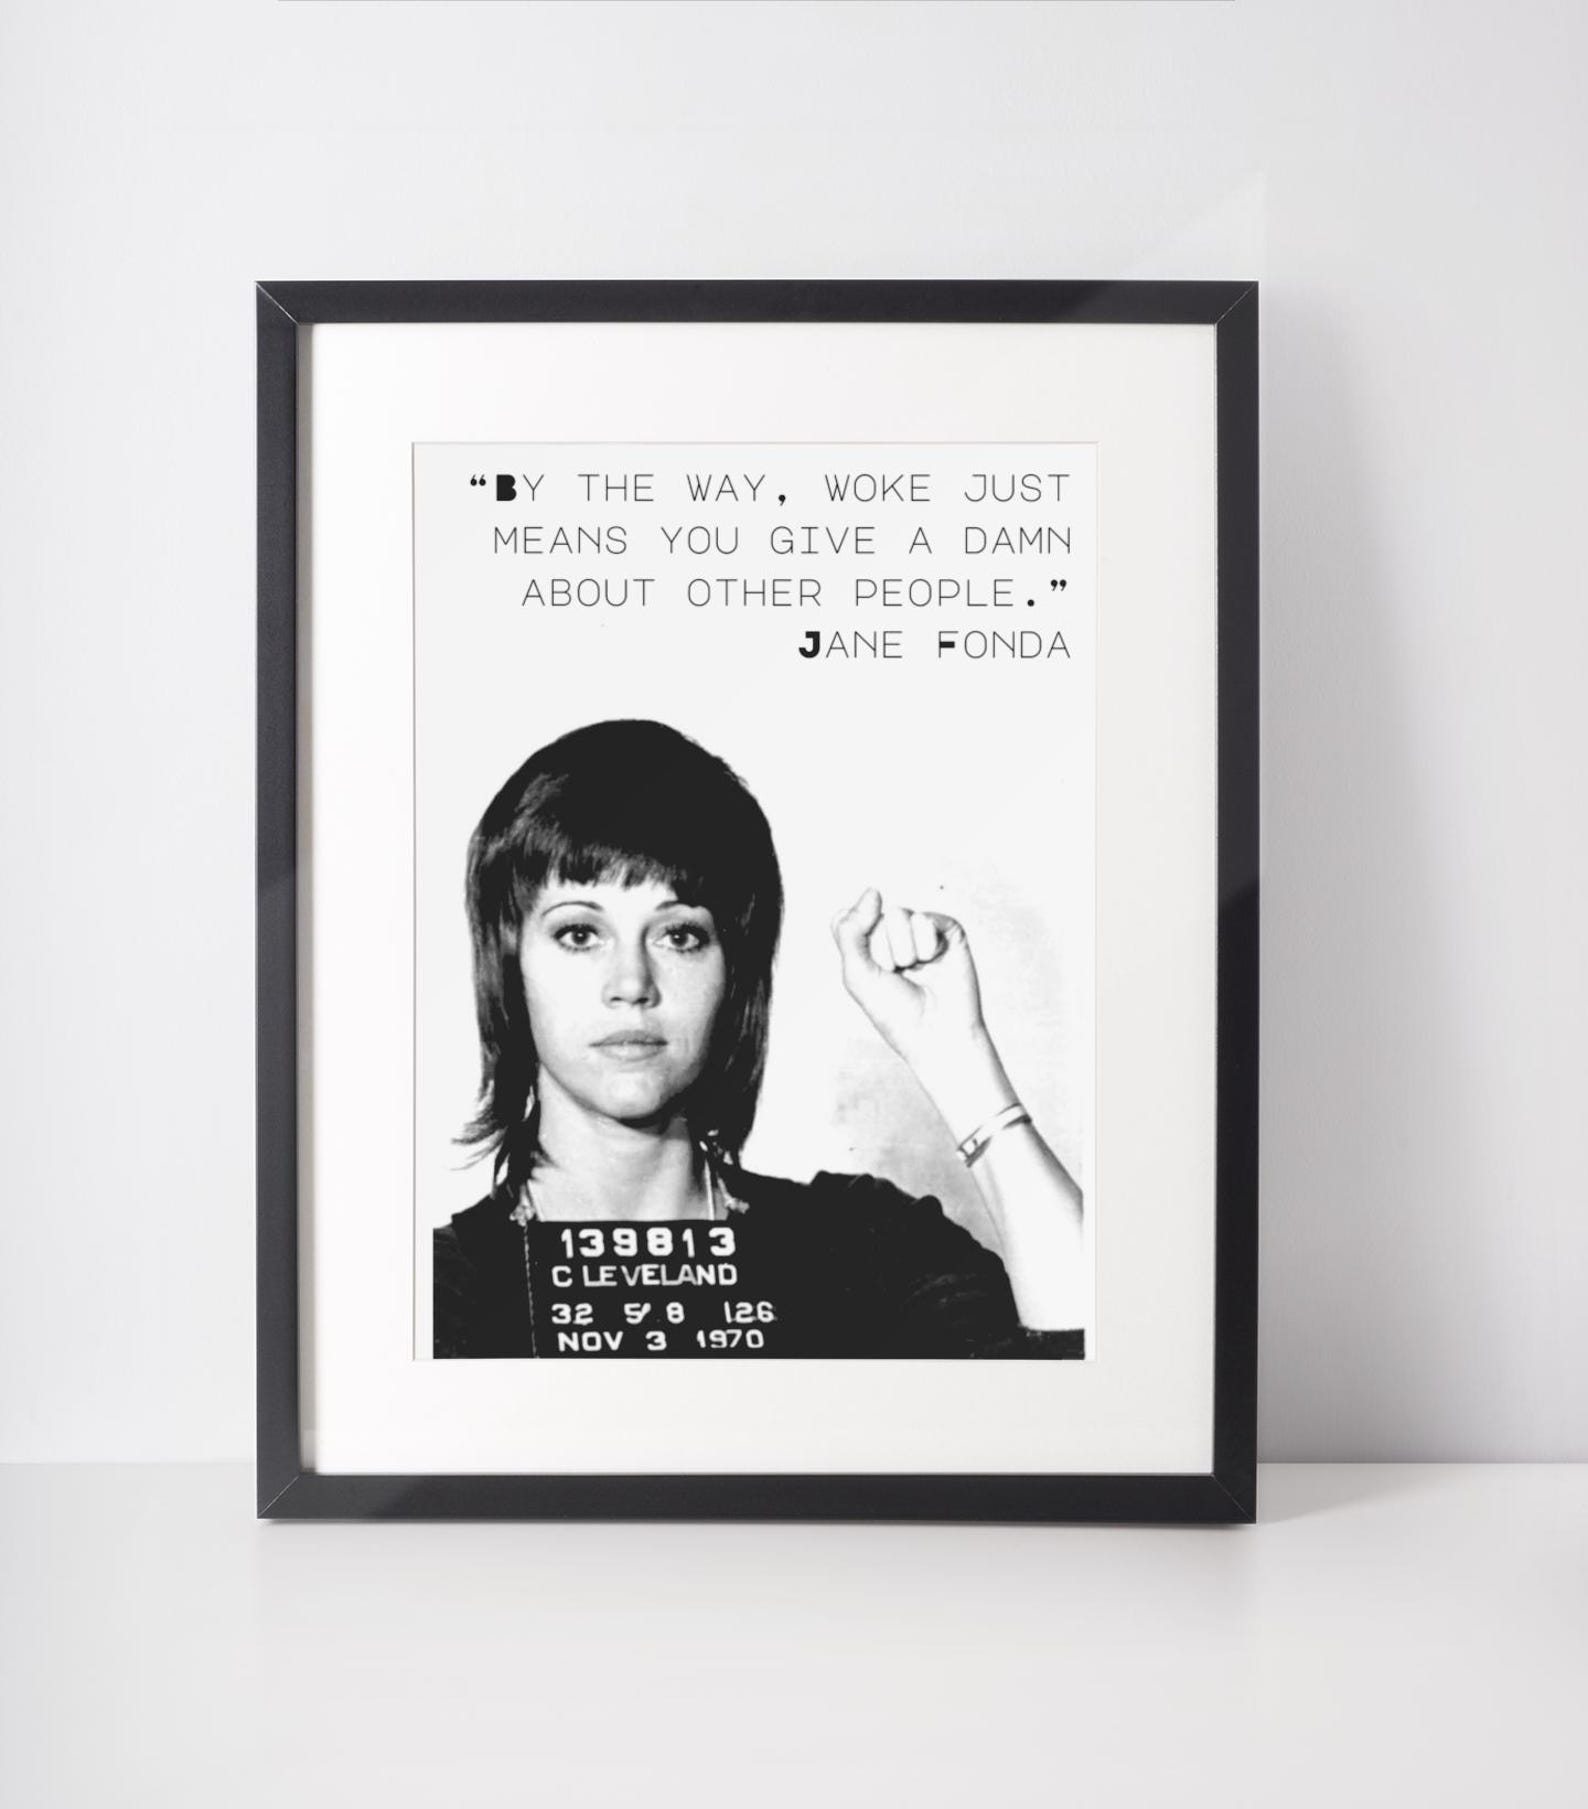 “BY THE WAY, WOKE JUST
MEANS YOU GIVE A DAMN
ABOUT OTHER PEOPLE.”
JANE FONDA
139813
CLEVELAND
32 5/8 126
NOV 3 1970